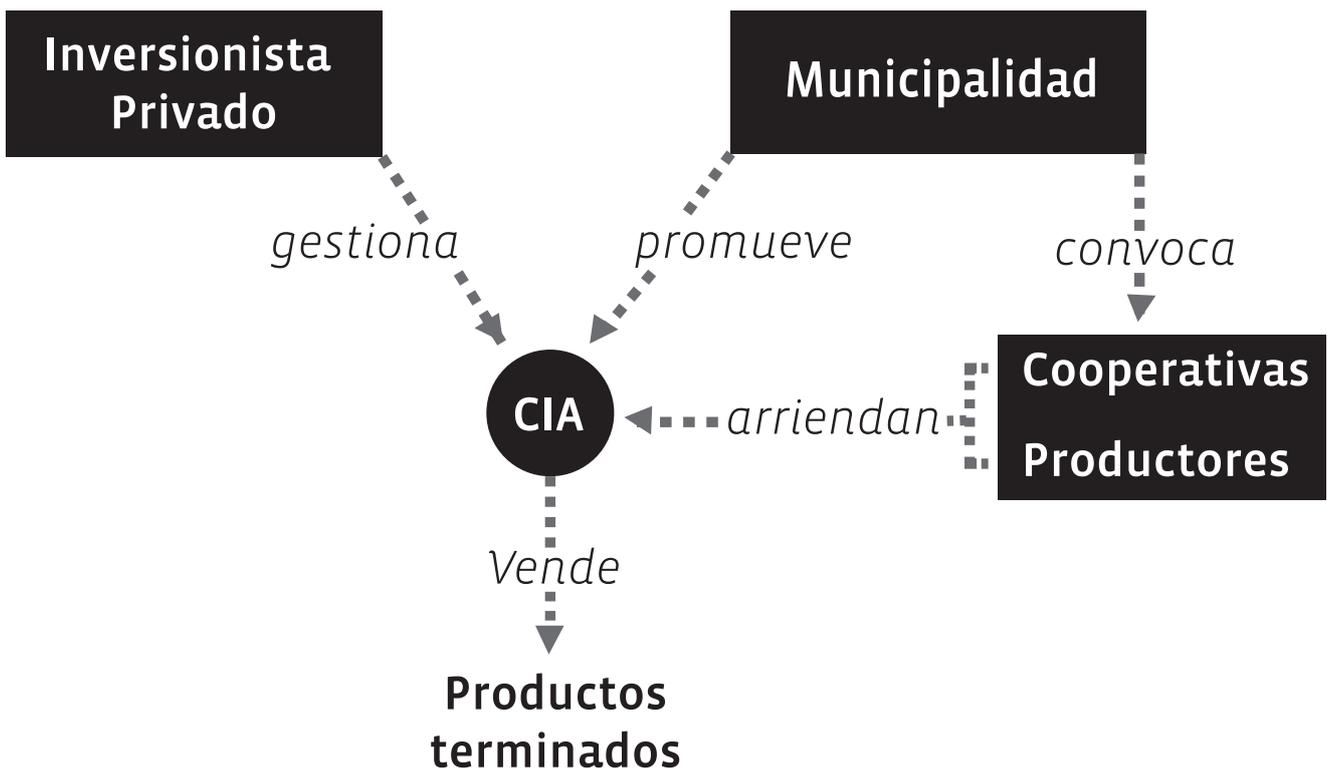 Inversionista
Privado
Municipalidad
gestiona
promueve
convoca
Cooperativas
CIA
arriendan
Productores
Vende
Productos
terminados